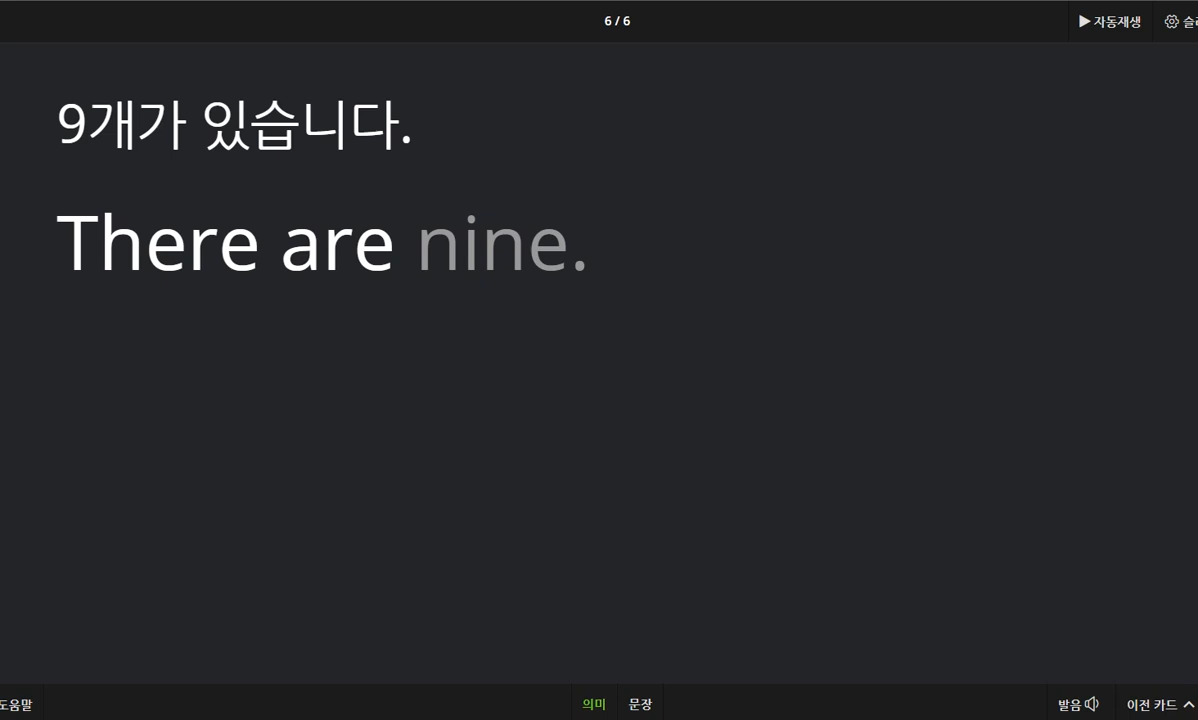 6 / 6
▶ 자동재생
9개가 있습니다.
There are nine.
도움말
의미
문장
발음
이전 카드